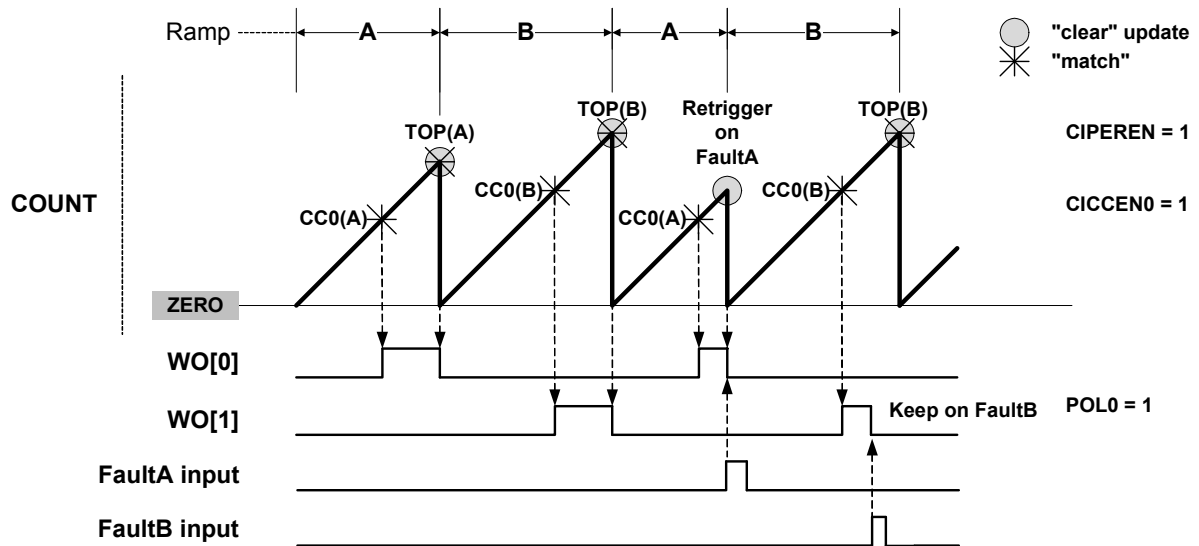 Ramp
A
B
A
B
"clear" update
"match"
TOP(A)
TOP(B)
Retrigger
on
FaultA
TOP(B)
CIPEREN = 1
COUNT
CC0(A)
CC0(B)
CC0(A)
CC0(B)
CICCEN0 = 1
ZERO
WO[0]
WO[1]
Keep on FaultB
POL0 = 1
FaultA input
FaultB input